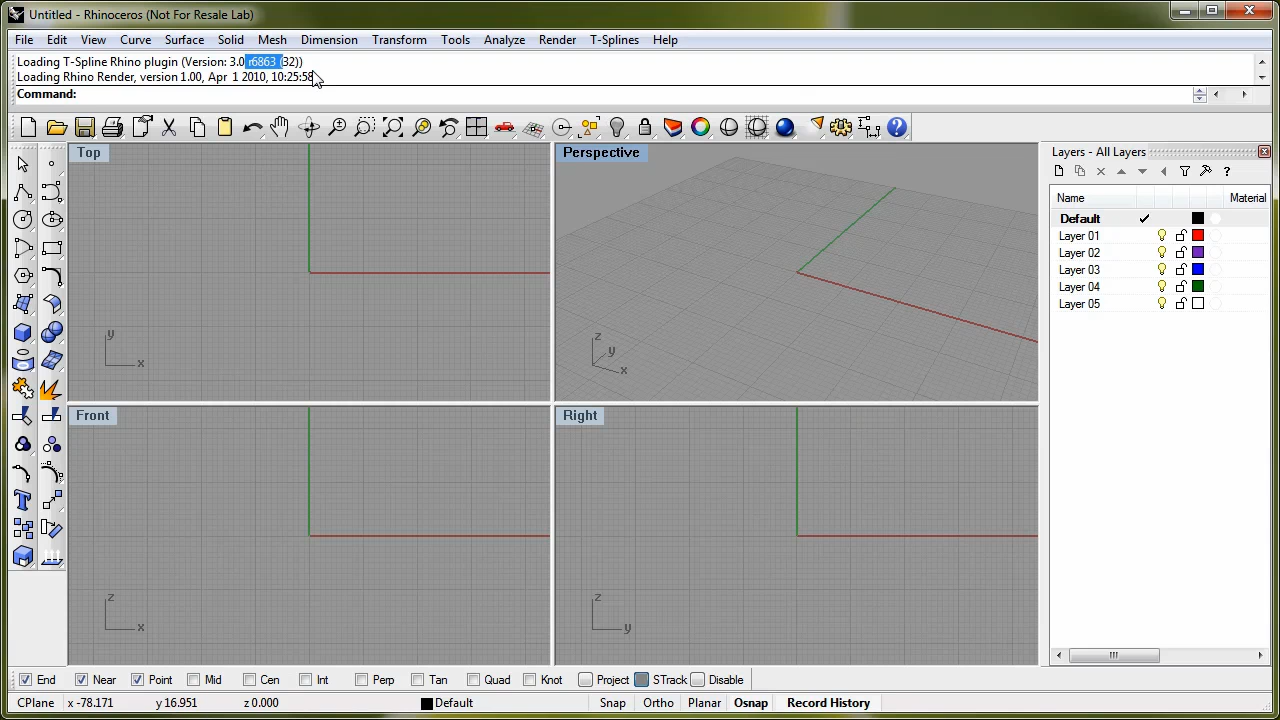 Untitled - Rhinoceros (Not For Resale Lab)
File Edit View Curve Surface Solid Mesh Dimension Transform Tools Analyze Render T-Splines Help
Loading T-Spline Rhino plugin (Version: 3.0 r6863 (32))
Loading Rhino Render, version 1.00, Apr 1 2010, 10:25:58
Command:
Top
Perspective
Layers - All Layers
Name Material
Default
Layer 01
Layer 02
Layer 03
Layer 04
Layer 05
y
x
z
y
x
Front
Right
z
x
z
y
End Near Point Mid Cen Int Perp Tan Quad Knot Project STrack Disable
CPlane x -78.171 y 16.951 z 0.000 Default Snap Ortho Planar Osnap Record History